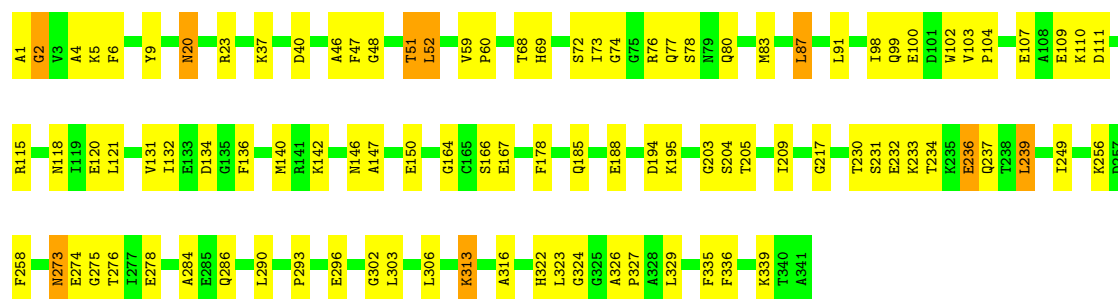 A1 G2 V3 A4 K5 F6 Y9 N20 R23 K37 D40 A46 F47 G48 T51 L52 V59 P60 T68 H69 S72 I73 G74 G75 R76 Q77 S78 N79 Q80 M83 L87 L91 I98 Q99 E100 D101 W102 V103 P104 E107 A108 E109 K110 D111
R115 N118 I119 E120 L121 V131 I132 E133 D134 G135 F136 M140 R141 K142 N146 A147 E150 G164 C165 S166 E167 F178 Q185 E188 D194 K195 G203 S204 T205 I209 G217 T230 S231 E232 K233 T234 K235 E236 Q237 T238 L239 I249 K256 D257
F258 N273 E274 G275 T276 I277 E278 A284 E285 Q286 L290 P293 E296 G302 L303 L306 K313 A316 H322 L323 G324 G325 A326 P327 A328 L329 F335 F336 K339 T340 A341